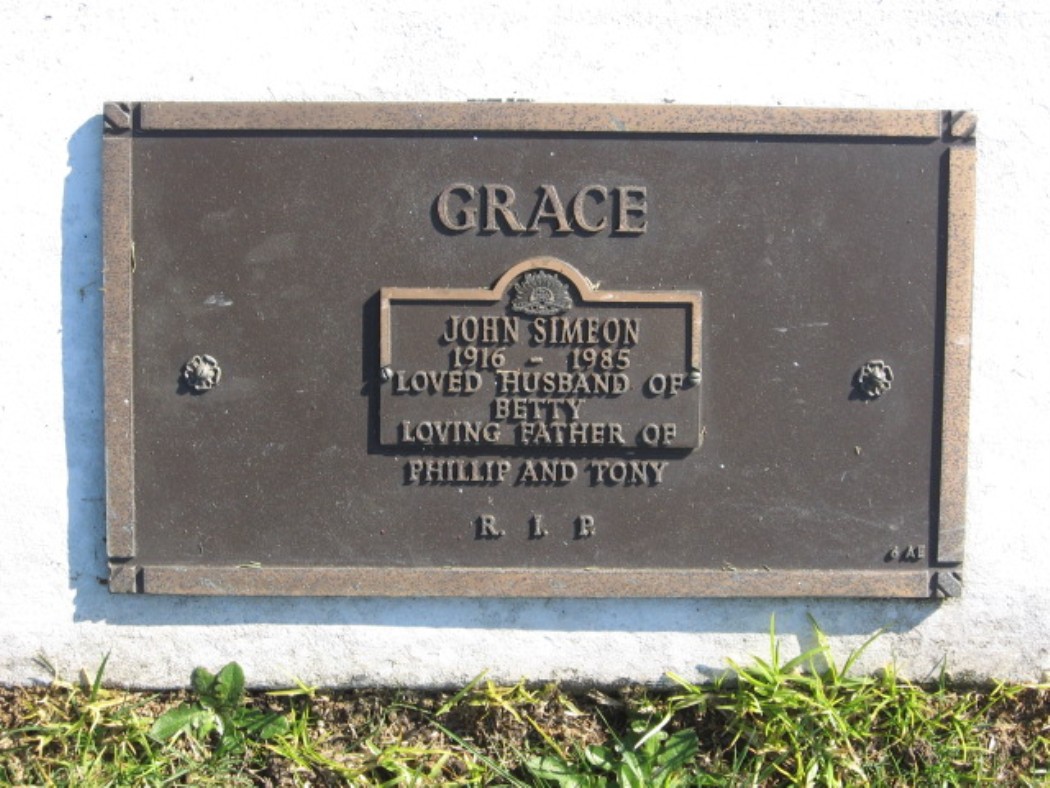 GRACE
JOHN SIMEON
1916 - 1985
LOVED HUSBAND OF
BETTY
LOVING FATHER OF
PHILLIP AND TONY
R. I. P.